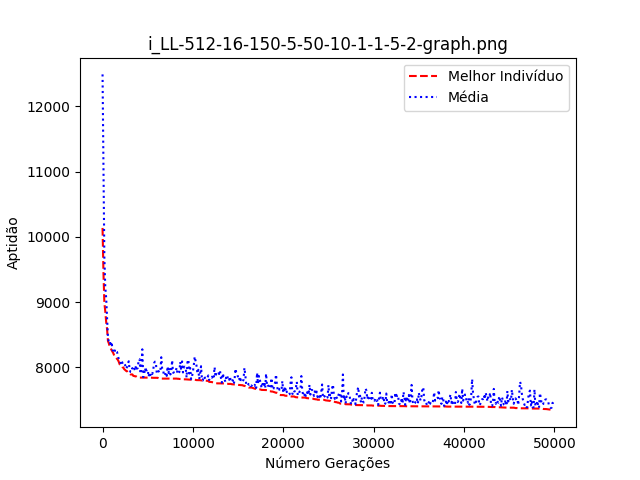 i_LL-512-16-150-5-50-10-1-1-5-2-graph.png
Melhor Indivíduo
Média
Aptidão
12000
11000
10000
9000
8000
0
10000
20000
30000
40000
50000
Número Gerações